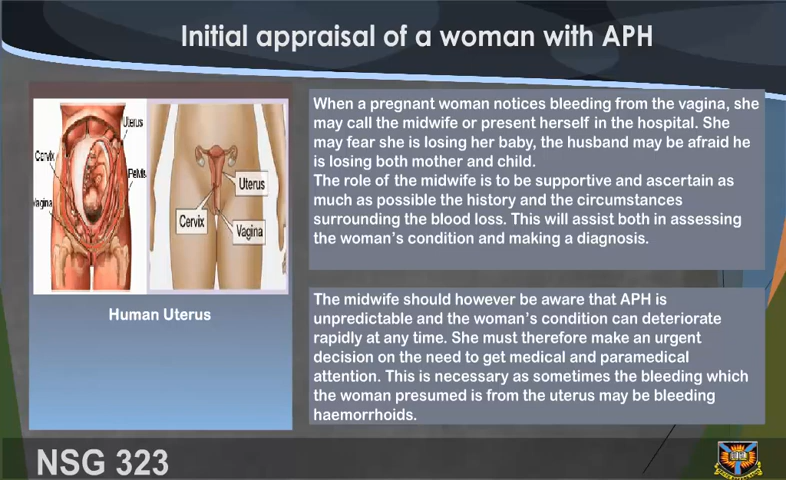 Initial appraisal of a woman with APH
Uterus
Cervix
Pelvis
Vagina
Uterus
Cervix
Vagina
Human Uterus
When a pregnant woman notices bleeding from the vagina, she
may call the midwife or present herself in the hospital. She
may fear she is losing her baby, the husband may be afraid he
is losing both mother and child.
The role of the midwife is to be supportive and ascertain as
much as possible the history and the circumstances
surrounding the blood loss. This will assist both in assessing
the woman's condition and making a diagnosis.
The midwife should however be aware that APH is
unpredictable and the woman's condition can deteriorate
rapidly at any time. She must therefore make an urgent
decision on the need to get medical and paramedical
attention. This is necessary as sometimes the bleeding which
the woman presumed is from the uterus may be bleeding
haemorrhoids.
NSG 323